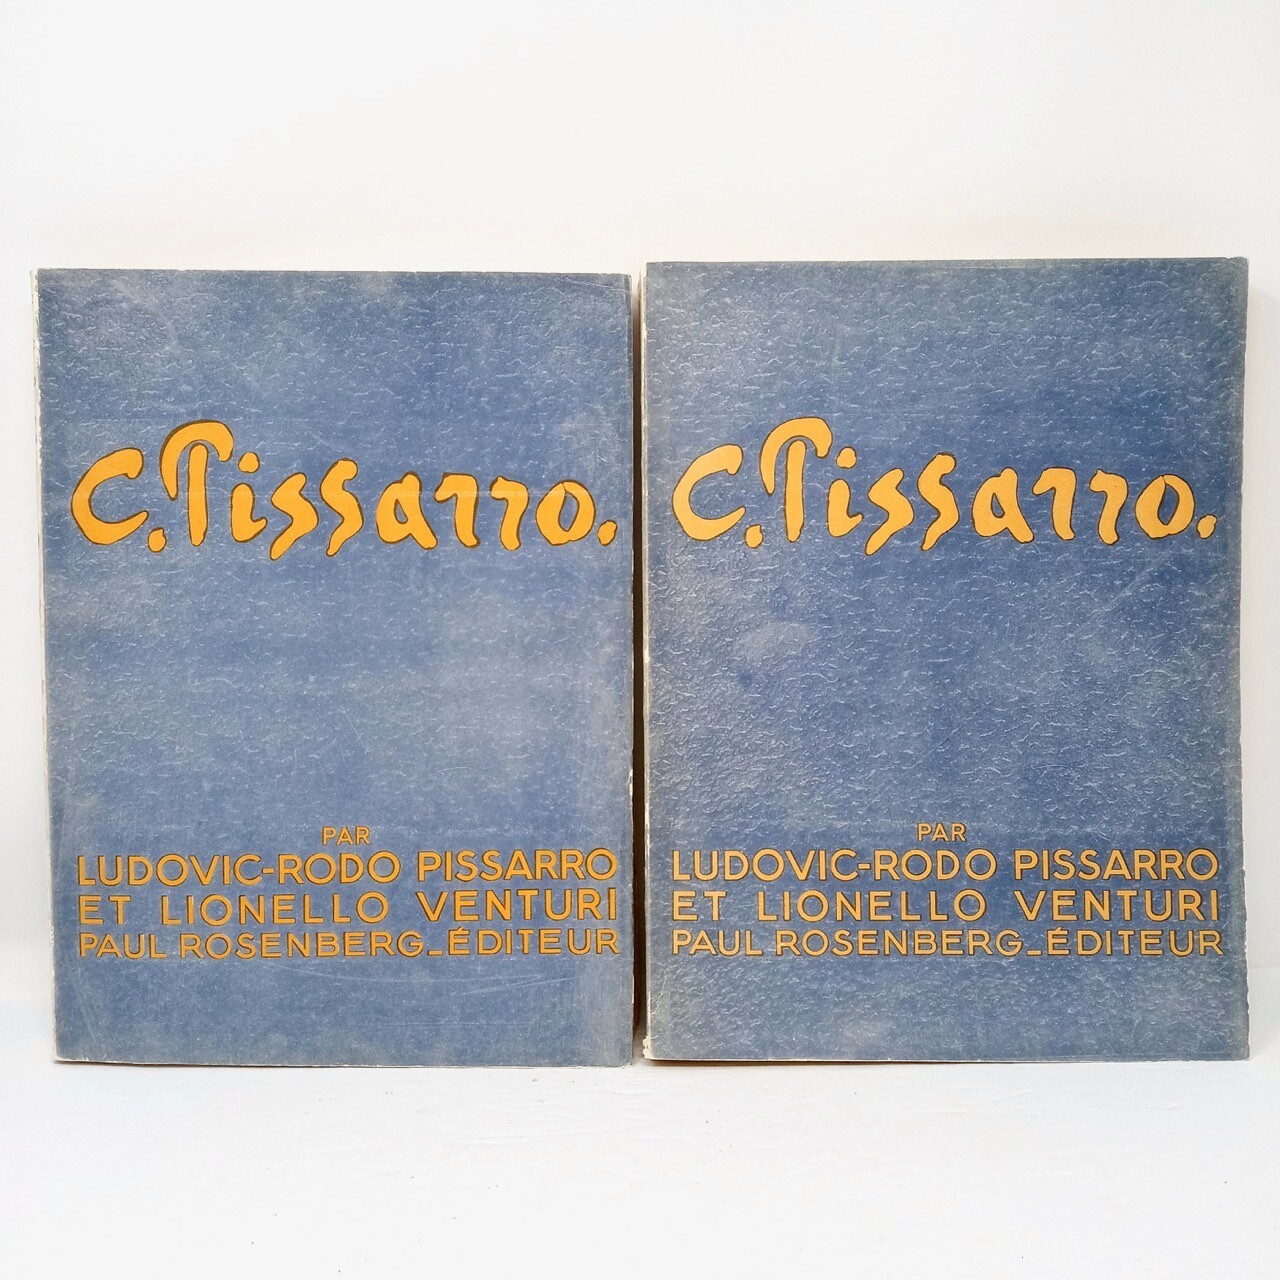 C. Pissarro.
PAR
LUDOVIC-RODO PISSARRO
ET LIONELLO VENTURI
PAUL ROSENBERG_ÉDITEUR
C. Pissarro.
PAR
LUDOVIC-RODO PISSARRO
ET LIONELLO VENTURI
PAUL ROSENBERG_ÉDITEUR